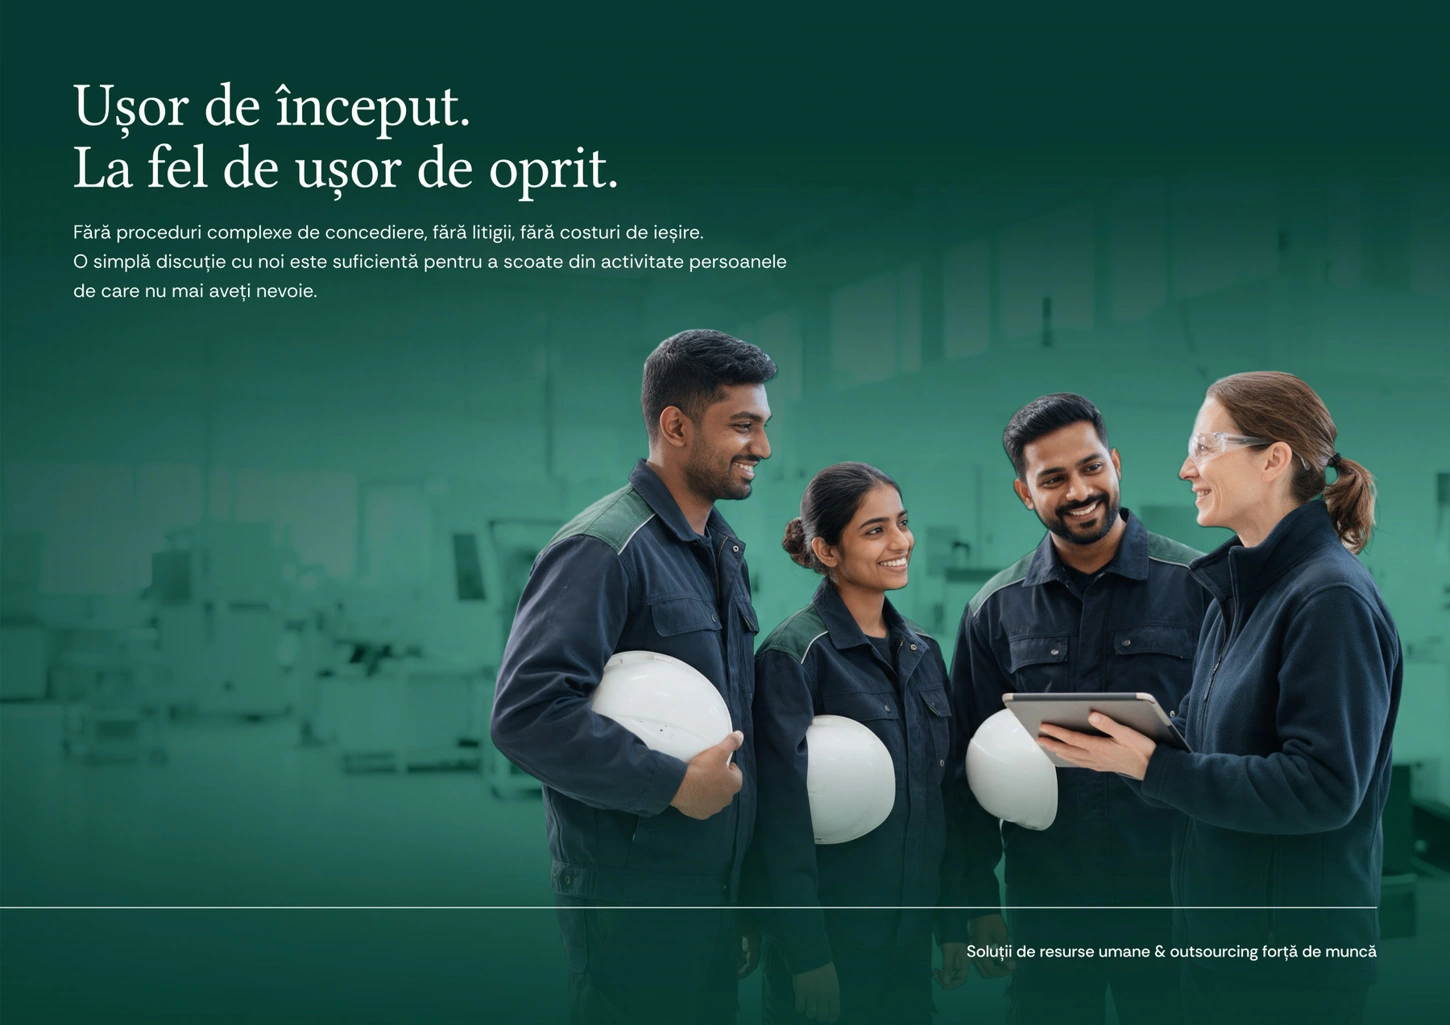 Ușor de început.
La fel de ușor de oprit.
Fără proceduri complexe de concediere, fără litigii, fără costuri de ieșire.
O simplă discuție cu noi este suficientă pentru a scoate din activitate persoanele
de care nu mai aveți nevoie.
Soluții de resurse umane & outsourcing forță de muncă